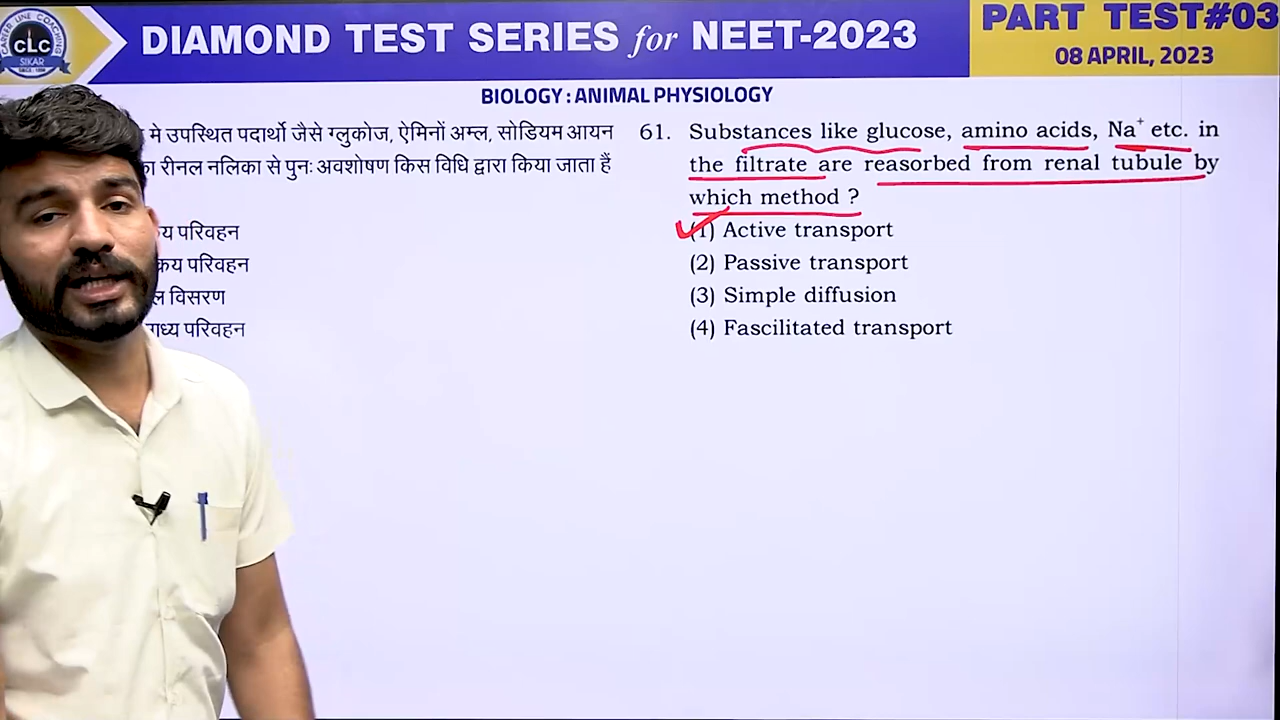 CAREER LINE COACHING
CLC
SIKAR
DIAMOND TEST SERIES for NEET-2023
PART TEST#03
08 APRIL, 2023
BIOLOGY : ANIMAL PHYSIOLOGY
मे उपस्थित पदार्थो जैसे ग्लुकोज, ऐमिनों अम्ल, सोडियम आयन
रीनल नलिका से पुनः अवशोषण किस विधि द्वारा किया जाता हैं
परिवहन
परिवहन
विसरण
परिवहन
61. Substances like glucose, amino acids, Na⁺ etc. in
the filtrate are reasorbed from renal tubule by
which method ?
(1) Active transport
(2) Passive transport
(3) Simple diffusion
(4) Fascilitated transport